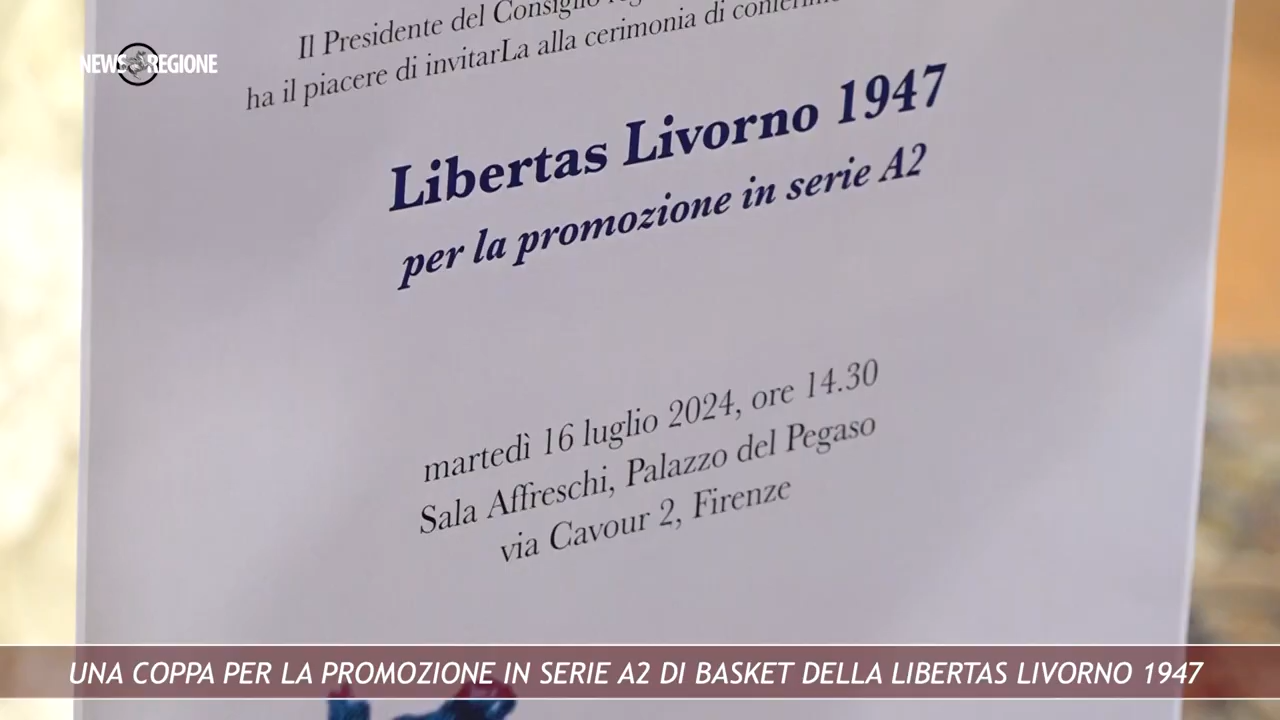 Il Presidente del Consiglio
ha il piacere di invitarLa alla cerimonia di
NEWS REGIONE
Libertas Livorno 1947
per la promozione in serie A2
martedì 16 luglio 2024, ore 14.30
Sala Affreschi, Palazzo del Pegaso
via Cavour 2, Firenze
UNA COPPA PER LA PROMOZIONE IN SERIE A2 DI BASKET DELLA LIBERTAS LIVORNO 1947